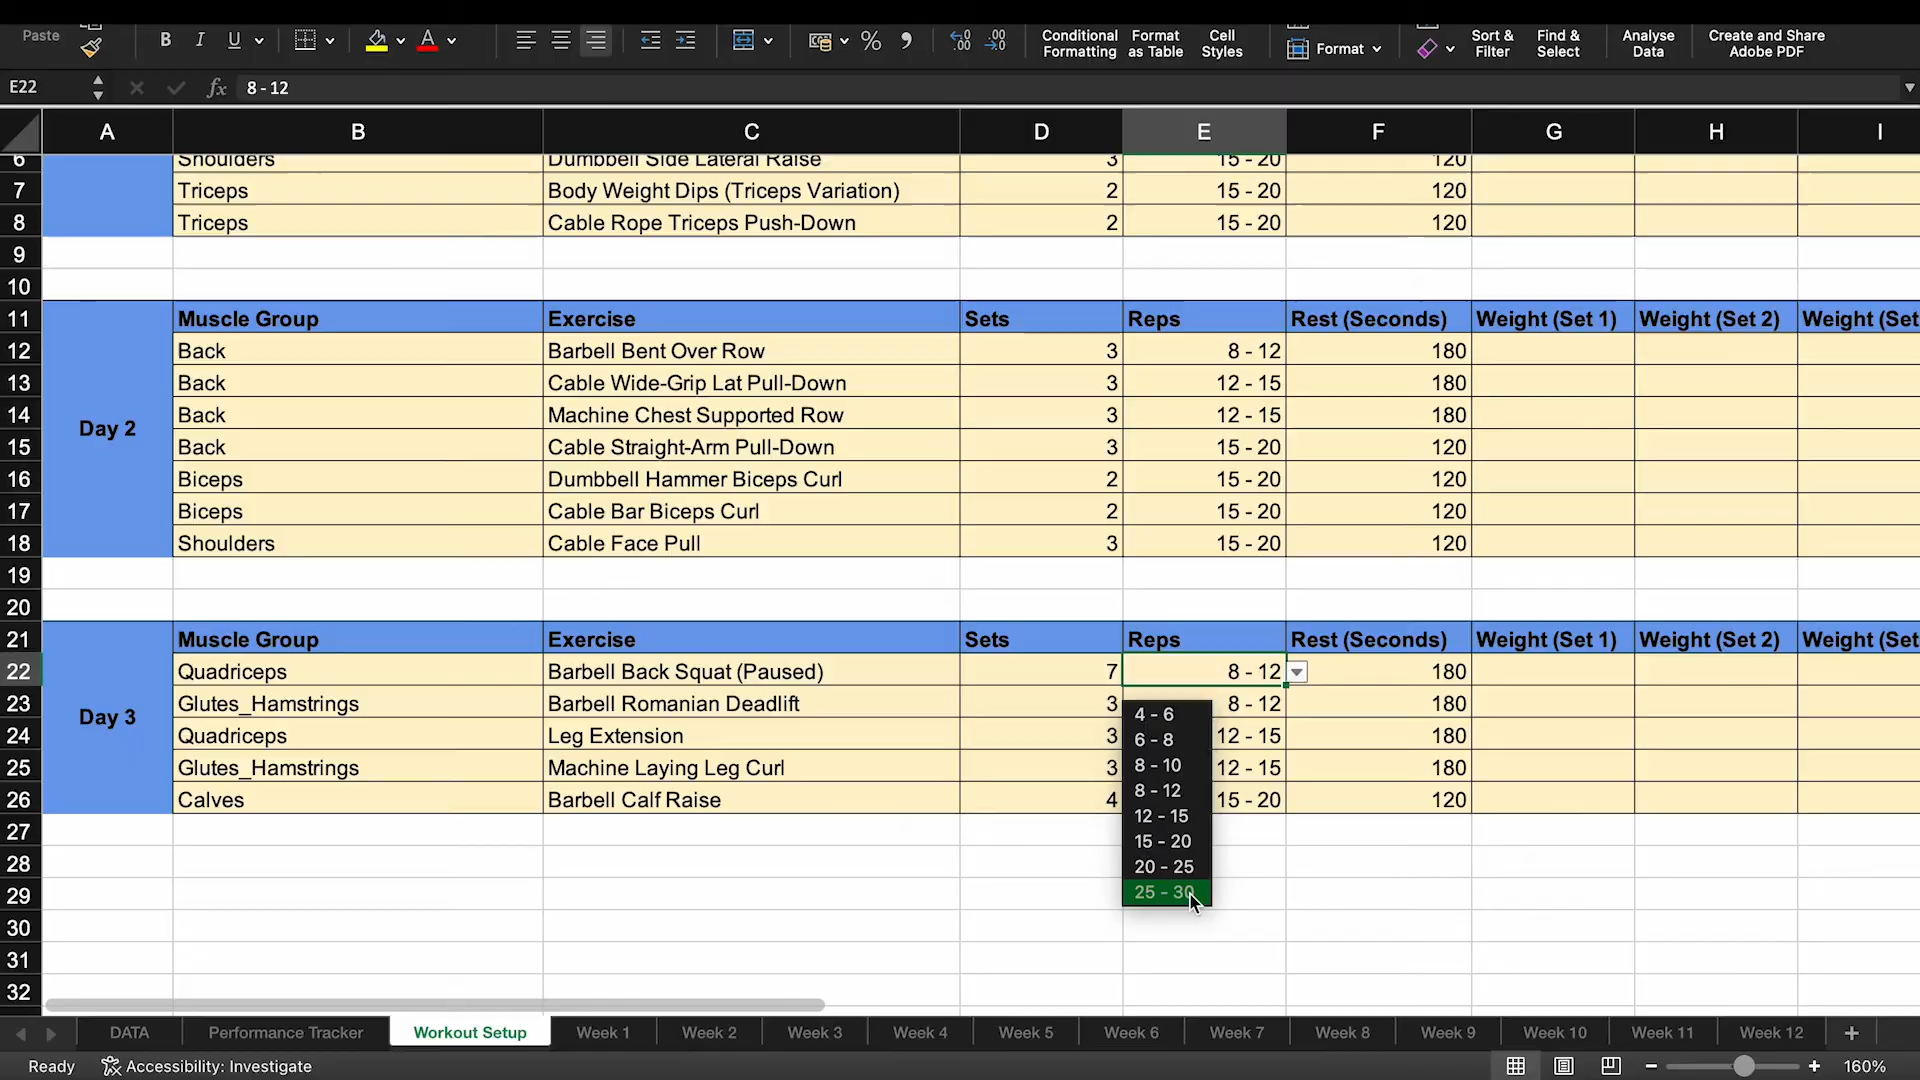 Paste
B I U A
Conditional Formatting
Format as Table
Cell Styles
Format
Sort & Filter
Find & Select
Analyse Data
Create and Share Adobe PDF
E22 fx 8 - 12
A B C D E F G H I
6 Shoulders Dumbbell Side Lateral Raise 3 15 - 20 120
7 Triceps Body Weight Dips (Triceps Variation) 2 15 - 20 120
8 Triceps Cable Rope Triceps Push-Down 2 15 - 20 120
9
10
11 Muscle Group Exercise Sets Reps Rest (Seconds) Weight (Set 1) Weight (Set 2) Weight (Set
12 Back Barbell Bent Over Row 3 8 - 12 180
13 Back Cable Wide-Grip Lat Pull-Down 3 12 - 15 180
14 Back Machine Chest Supported Row 3 12 - 15 180
Day 2
15 Back Cable Straight-Arm Pull-Down 3 15 - 20 120
16 Biceps Dumbbell Hammer Biceps Curl 2 15 - 20 120
17 Biceps Cable Bar Biceps Curl 2 15 - 20 120
18 Shoulders Cable Face Pull 3 15 - 20 120
19
20
21 Muscle Group Exercise Sets Reps Rest (Seconds) Weight (Set 1) Weight (Set 2) Weight (Set
22 Quadriceps Barbell Back Squat (Paused) 7 8 - 12 180
23 Glutes_Hamstrings Barbell Romanian Deadlift 3 8 - 12 180
Day 3
24 Quadriceps Leg Extension 3 12 - 15 180
25 Glutes_Hamstrings Machine Laying Leg Curl 3 12 - 15 180
26 Calves Barbell Calf Raise 4 15 - 20 120
4 - 6
6 - 8
8 - 10
8 - 12
12 - 15
15 - 20
20 - 25
25 - 30
27
28
29
30
31
32
DATA Performance Tracker Workout Setup Week 1 Week 2 Week 3 Week 4 Week 5 Week 6 Week 7 Week 8 Week 9 Week 10 Week 11 Week 12 +
Ready Accessibility: Investigate 160%